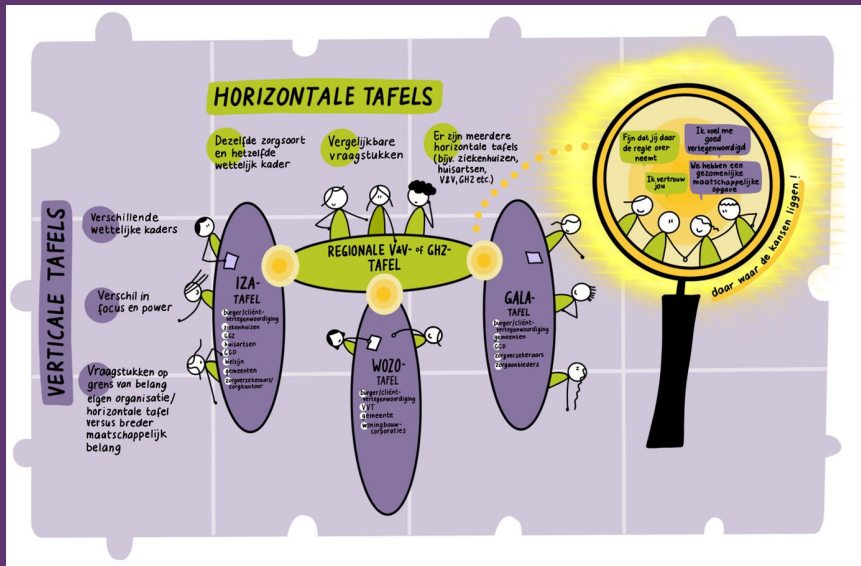 HORIZONTALE TAFELS
Dezelfde zorgsoort
en hetzelfde
wettelijk kader
Vergelijkbare
vraagstukken
Er zijn meerdere
horizontale tafels
(bijv. ziekenhuizen,
huisartsen,
V&V, GHZ etc.)
VERTICALE TAFELS
Verschillende
wettelijke kaders
Verschil in
focus en power
Vraagstukken op
grens van belang
eigen organisatie/
horizontale tafel
versus breder
maatschappelijk
belang
REGIONALE V&V- of GHZ-
TAFEL
IZA-
TAFEL
burger/cliënt-
vertegenwoordiging
ziekenhuizen
GGZ
huisartsen
GGD
welzijn
gemeenten
zorgverzekeraars/
zorgkantoor
WOZO-
TAFEL
burger/cliënt-
vertegenwoordiging
VVT
gemeente
woningbouw-
corporaties
GALA-
TAFEL
burger/cliënt-
vertegenwoordiging
gemeenten
GGD
zorgverzekeraars
zorgaanbieders
Fijn dat jij daar
de regie over
neemt
Ik voel me
goed
vertegenwoordigd
Ik vertrouw
jou
We hebben een
gezamenlijke
maatschappelijke
opgave
daar waar de kansen liggen!